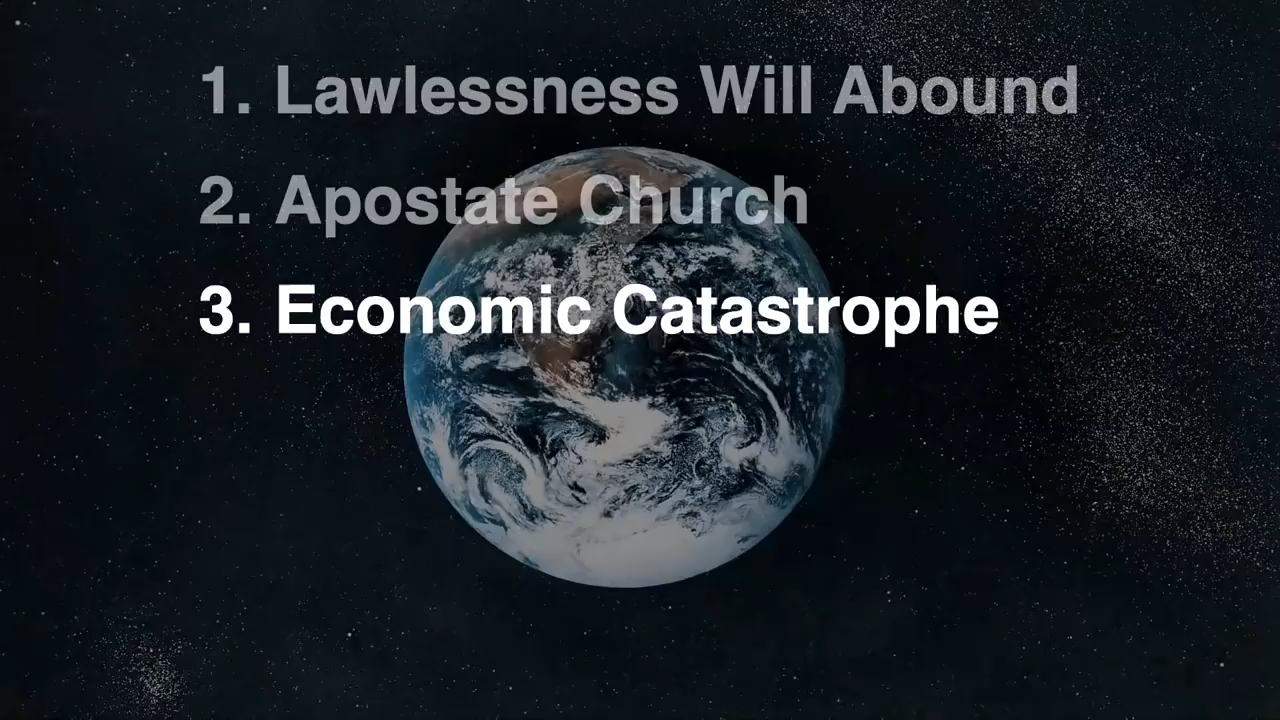 1. Lawlessness Will Abound
2. Apostate Church
3. Economic Catastrophe